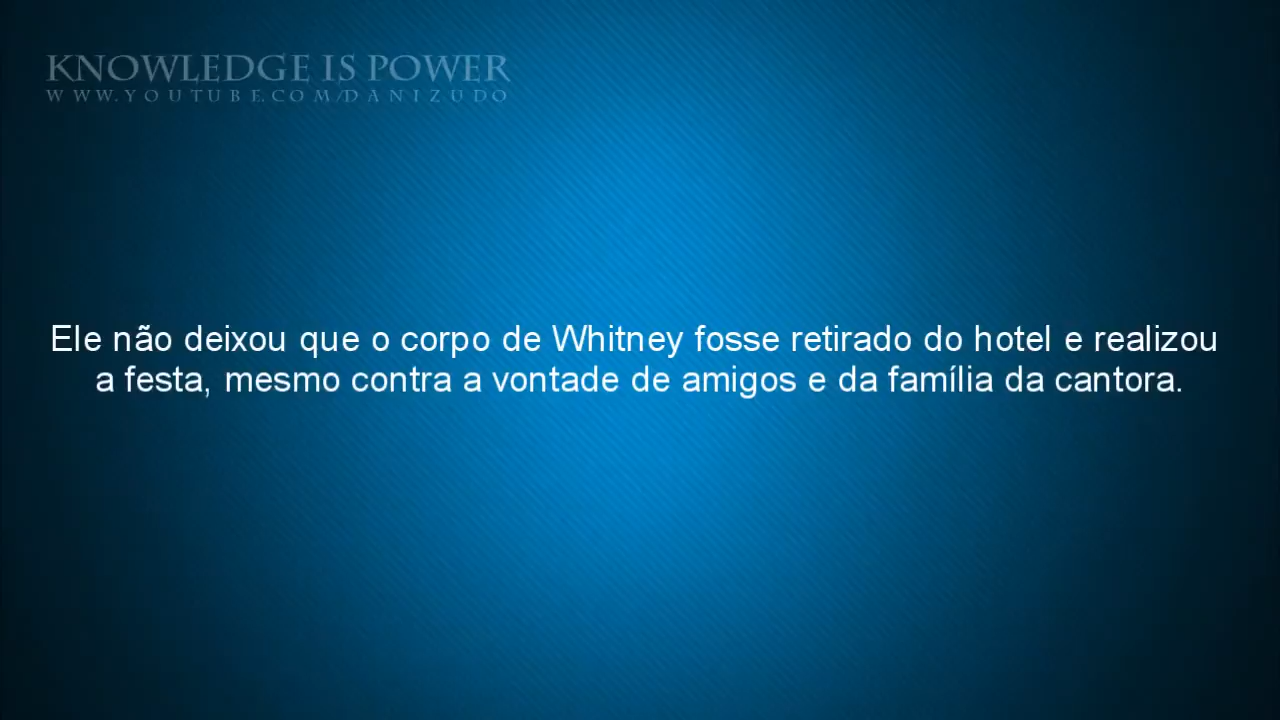 KNOWLEDGE IS POWER
WWW.YOUTUBE.COM/DANIZUDO
Ele não deixou que o corpo de Whitney fosse retirado do hotel e realizou
a festa, mesmo contra a vontade de amigos e da família da cantora.